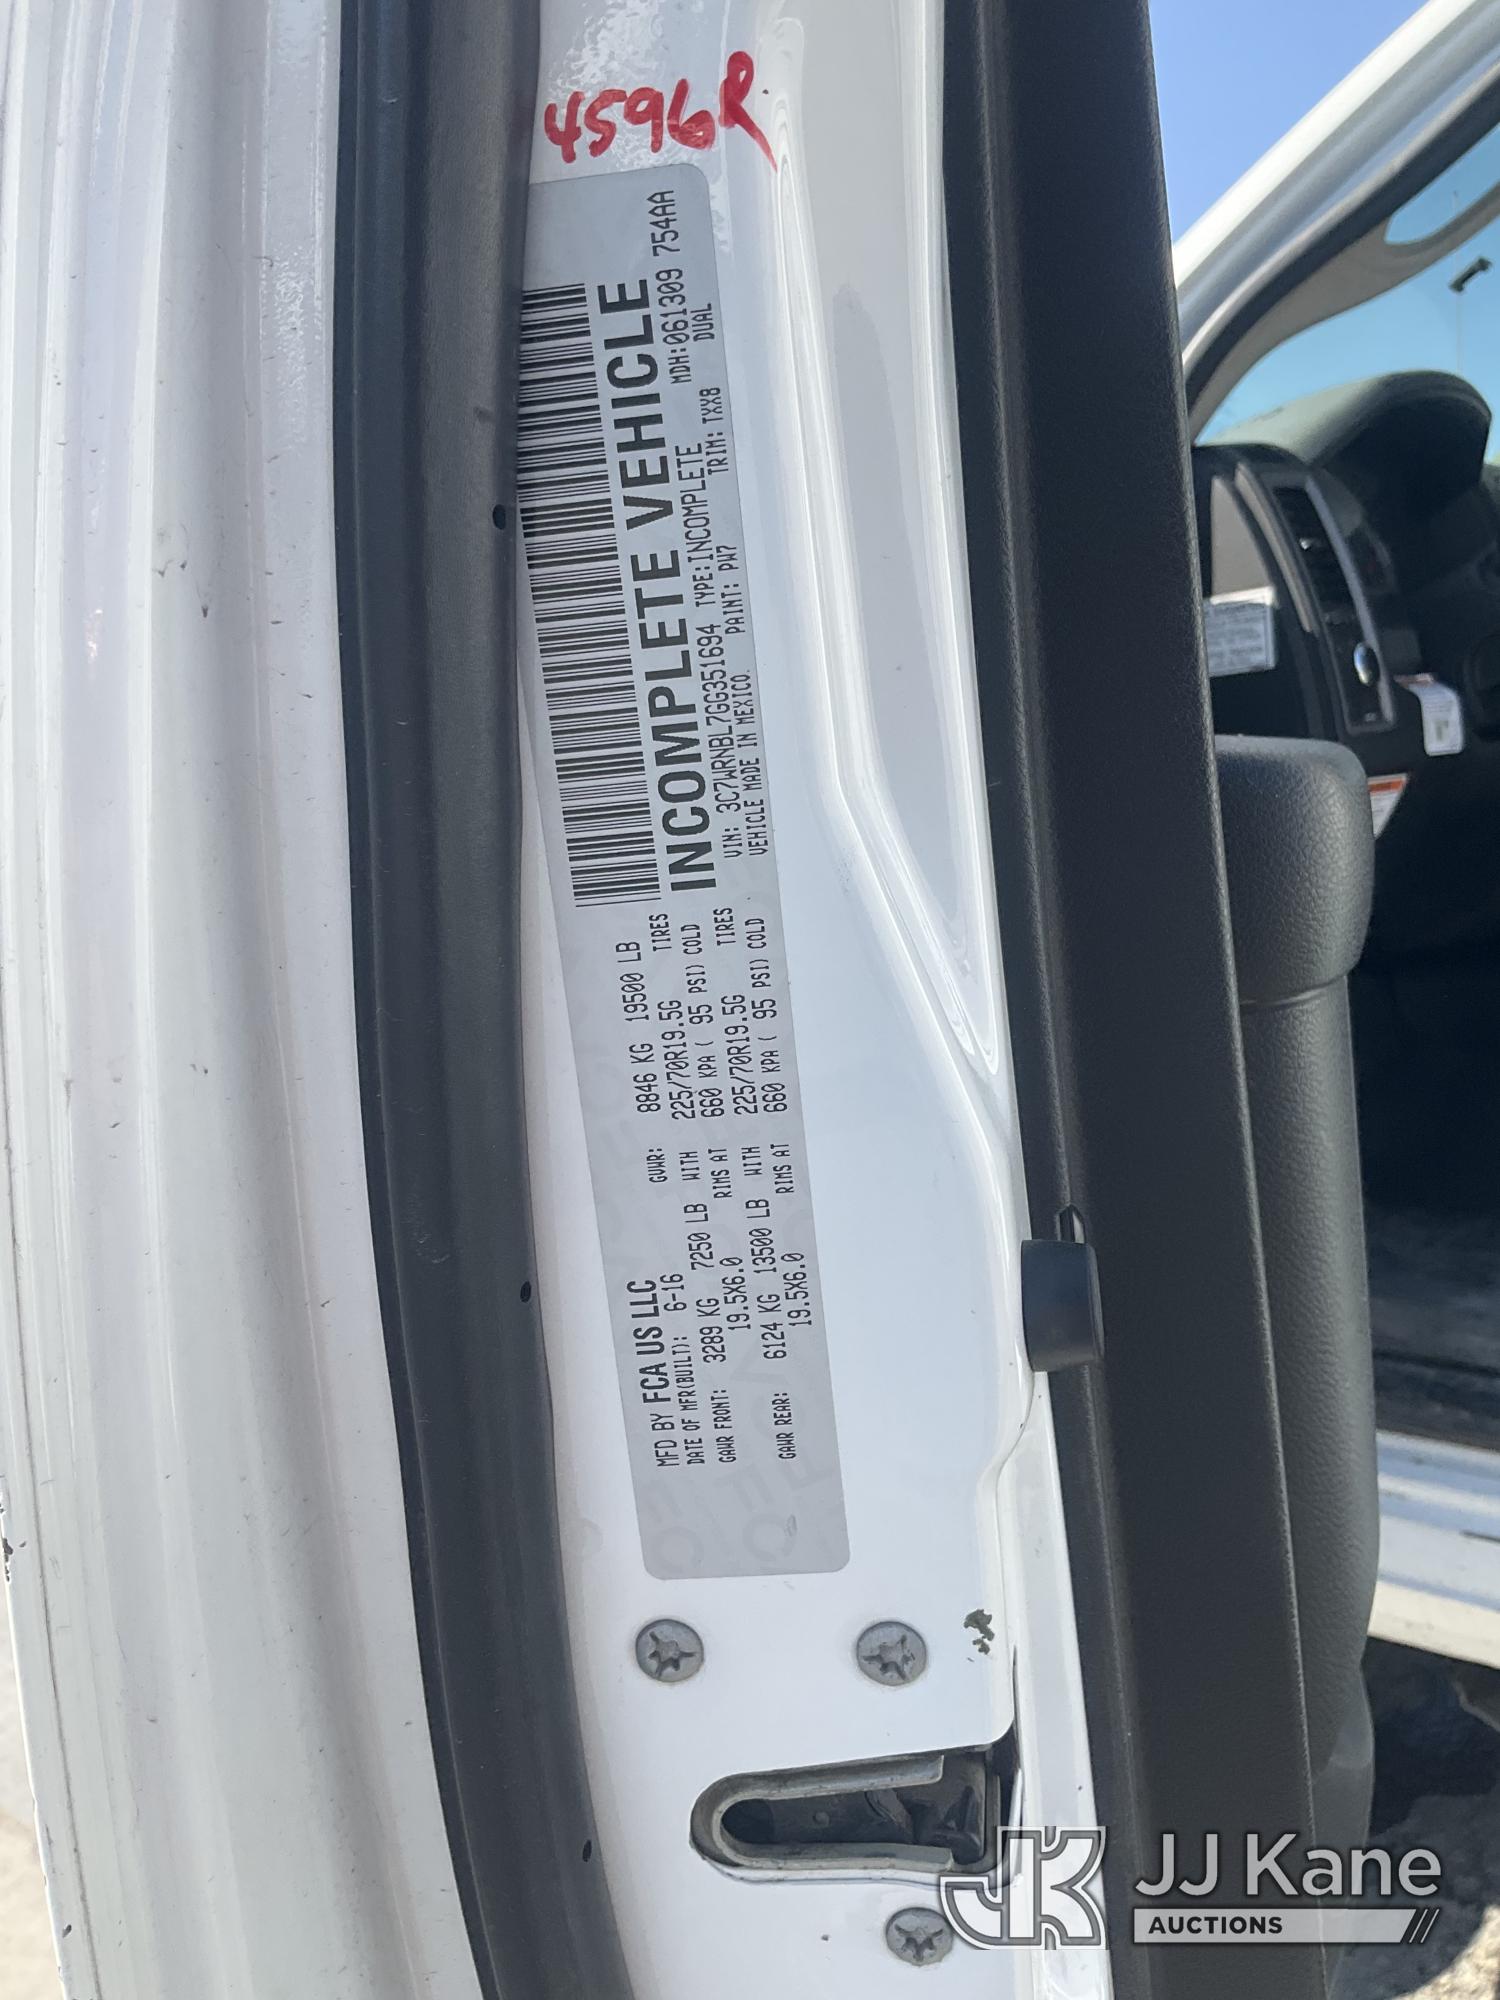 4596R
MFD BY FCA US LLC GVWR: 8846 KG 19500 LB
DATE OF MFR(BUILT): 6-16
GAWR FRONT: 3289 KG 7250 LB WITH 225/70R19.5G TIRES
19.5X6.0 RIMS AT 660 KPA ( 95 PSI) COLD
GAWR REAR: 6124 KG 13500 LB WITH 225/70R19.5G TIRES
19.5X6.0 RIMS AT 660 KPA ( 95 PSI) COLD
INCOMPLETE VEHICLE
MDH:061309 754AA
VIN: 3C7WRNBL7GG351694 TYPE:INCOMPLETE DUAL
VEHICLE MADE IN MEXICO. PAINT: PW7 TRIM: TXX8
JK JJ Kane
AUCTIONS